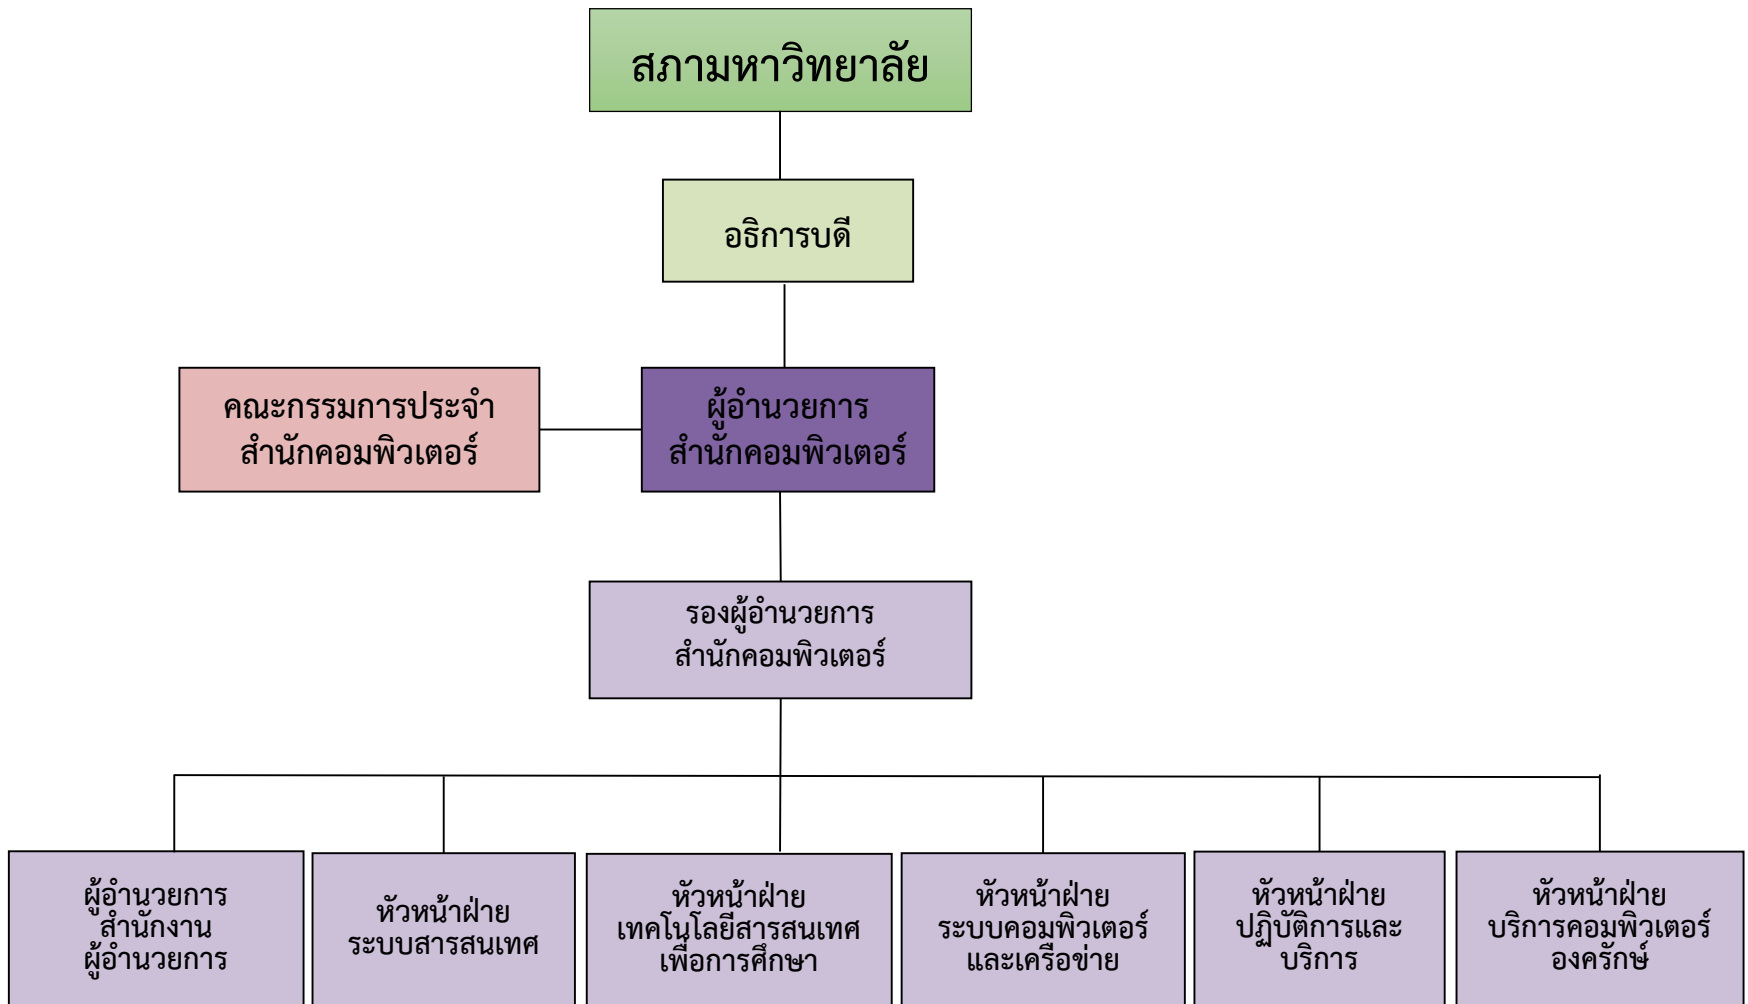 สภามหาวิทยาลัย
อธิการบดี
คณะกรรมการประจำ
สำนักคอมพิวเตอร์
ผู้อำนวยการ
สำนักคอมพิวเตอร์
รองผู้อำนวยการ
สำนักคอมพิวเตอร์
ผู้อำนวยการ
สำนักงาน
ผู้อำนวยการ
หัวหน้าฝ่าย
ระบบสารสนเทศ
หัวหน้าฝ่าย
เทคโนโลยีสารสนเทศ
เพื่อการศึกษา
หัวหน้าฝ่าย
ระบบคอมพิวเตอร์
และเครือข่าย
หัวหน้าฝ่าย
ปฏิบัติการและ
บริการ
หัวหน้าฝ่าย
บริการคอมพิวเตอร์
องครักษ์